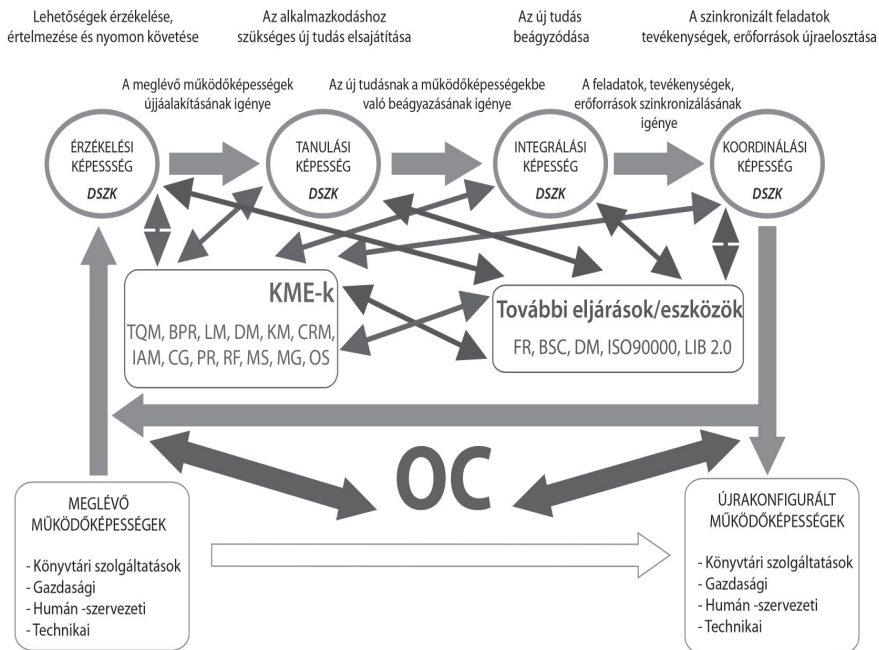 Lehetőségek érzékelése,
értelmezése és nyomon követése
Az alkalmazkodáshoz
szükséges új tudás elsajátítása
Az új tudás
beágyzódása
A szinkronizált feladatok
tevékenységek, erőforrások újraelosztása
A meglévő működőképességek
újjáalakításának igénye
Az új tudásnak a működőképességekbe
való beágyazásának igénye
A feladatok, tevékenységek,
erőforrások szinkronizálásának
igénye
ÉRZÉKELÉSI
KÉPESSSÉG
DSZK
TANULÁSI
KÉPESSÉG
DSZK
INTEGRÁLÁSI
KÉPESSÉG
DSZK
KOORDINÁLÁSI
KÉPESSÉG
DSZK
KME-k
TQM, BPR, LM, DM, KM, CRM,
IAM, CG, PR, RF, MS, MG, OS
További eljárások/eszközök
FR, BSC, DM, ISO90000, LIB 2.0
OC
MEGLÉVŐ
MŰKÖDŐKÉPESSÉGEK
- Könyvtári szolgáltatások
- Gazdasági
- Humán -szervezeti
- Technikai
ÚJRAKONFIGURÁLT
MŰKÖDŐKÉPESSÉGEK
- Könyvtári szolgáltatások
- Gazdasági
- Humán -szervezeti
- Technikai